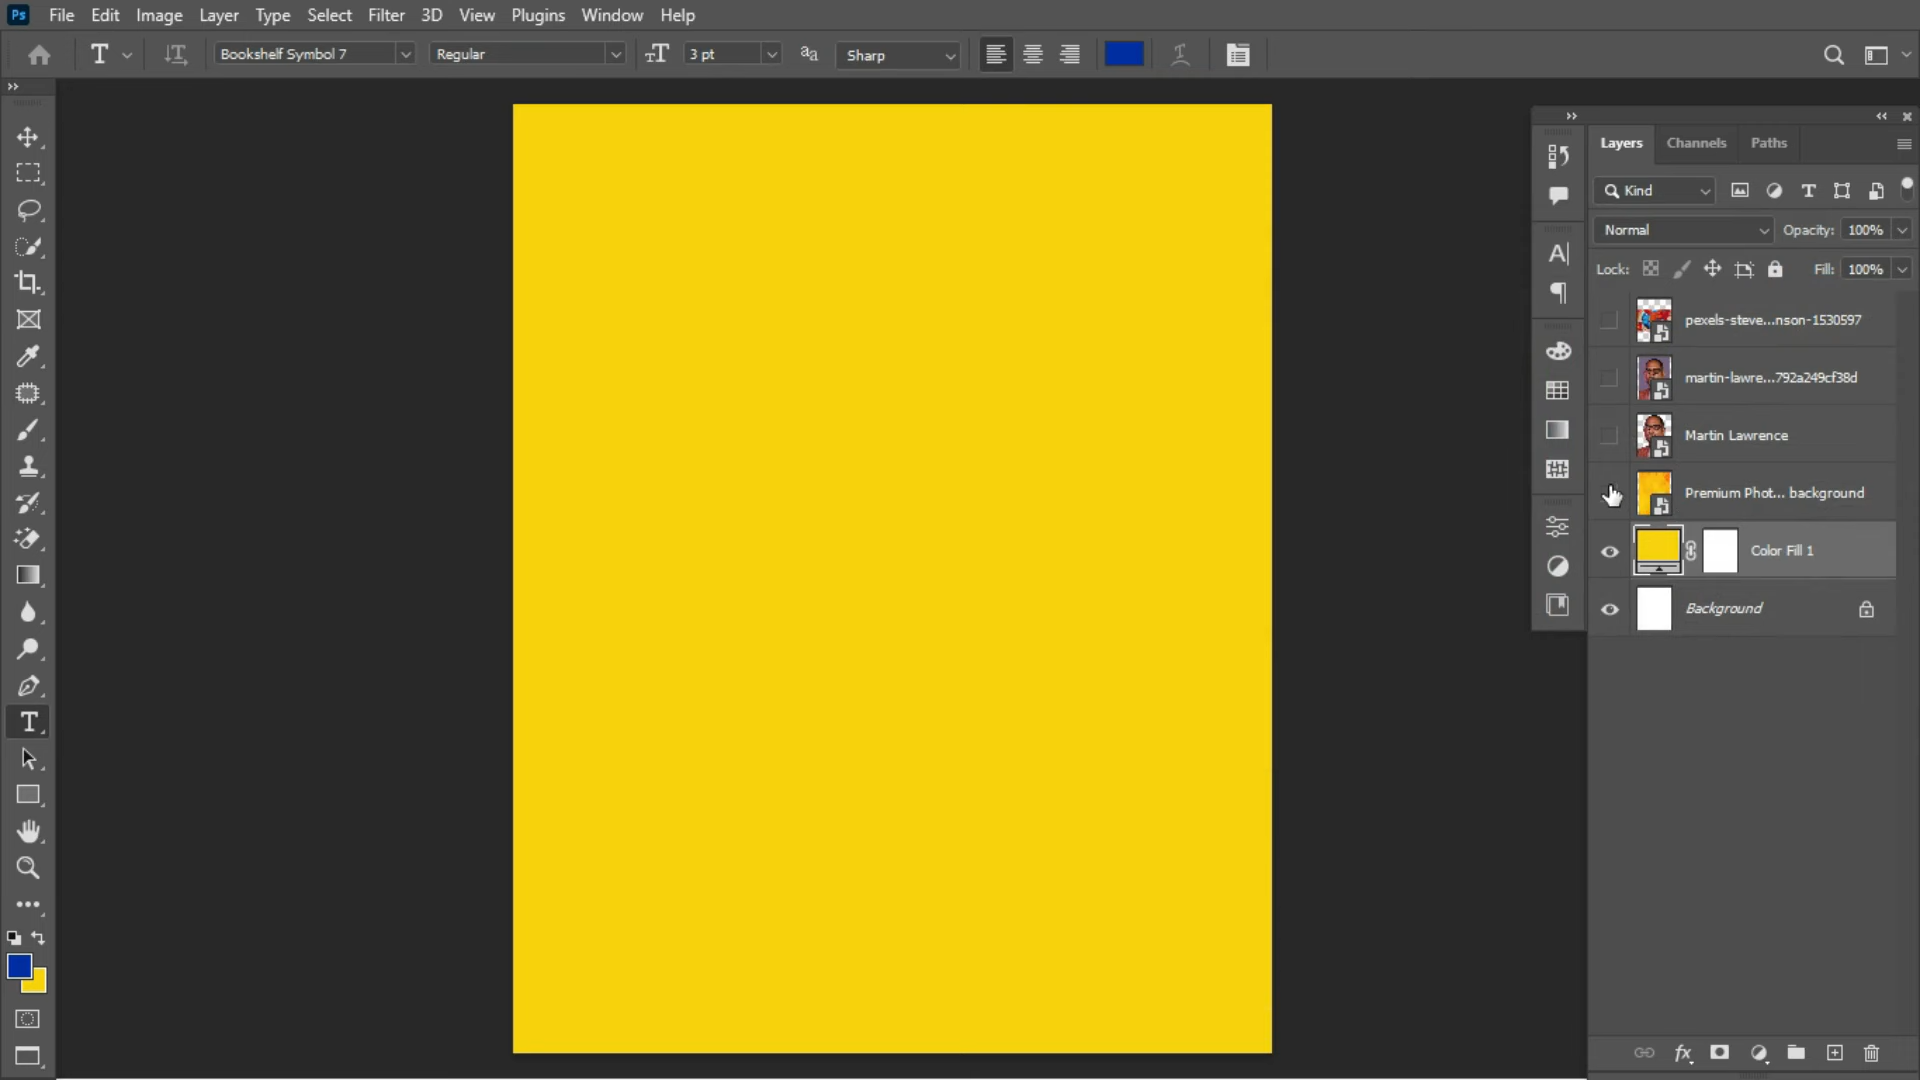 Ps File Edit Image Layer Type Select Filter 3D View Plugins Window Help
T Bookshelf Symbol 7 Regular 3 pt Sharp
Layers Channels Paths
Kind
Normal Opacity: 100%
Lock: Fill: 100%
pexels-steve...nson-1530597
martin-lawre...792a249cf38d
Martin Lawrence
Premium Phot... background
Color Fill 1
Background